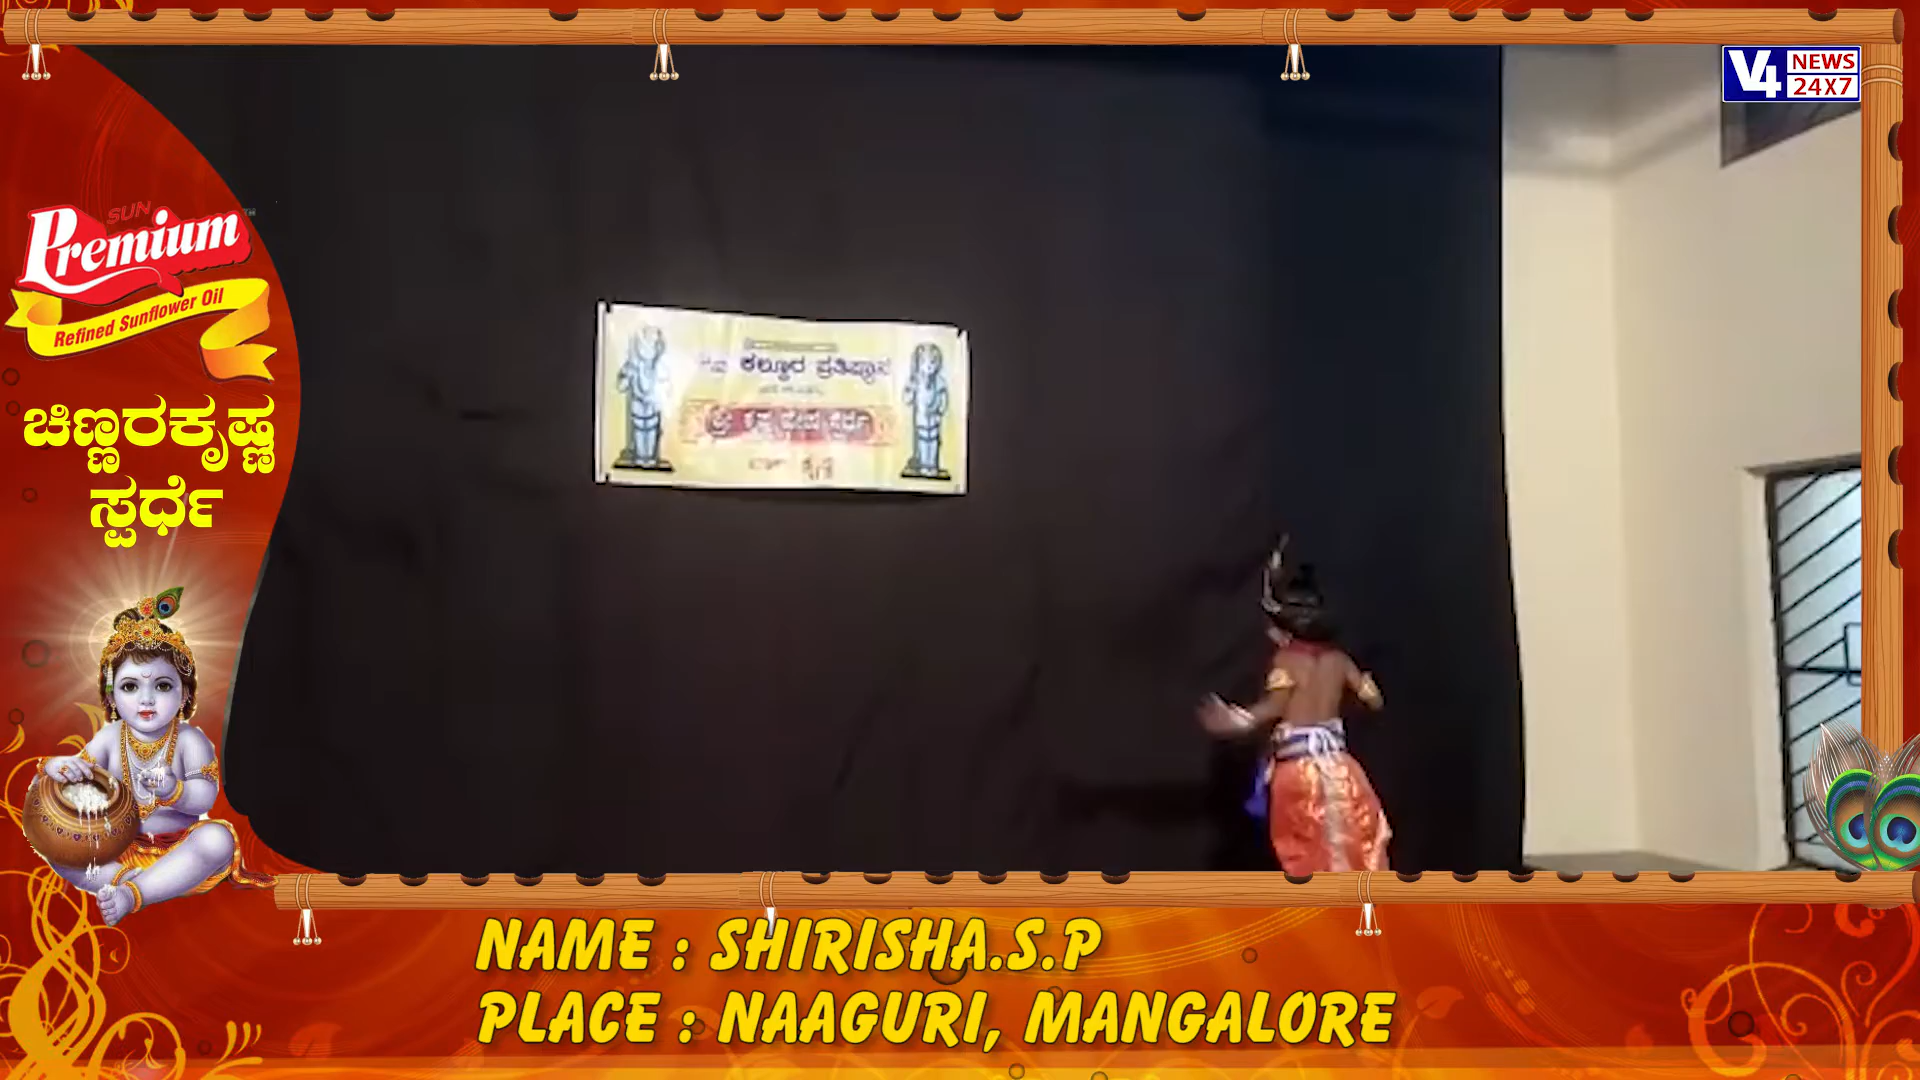 V4 NEWS
24X7
SUN
Premium
Refined Sunflower Oil
ಚಿಣ್ಣರಕೃಷ್ಣ
ಸ್ಪರ್ಧೆ
ಕಲ್ಕೂರ ಪ್ರತಿಷ್ಠಾನ
NAME : SHIRISHA.S.P
PLACE : NAAGURI, MANGALORE